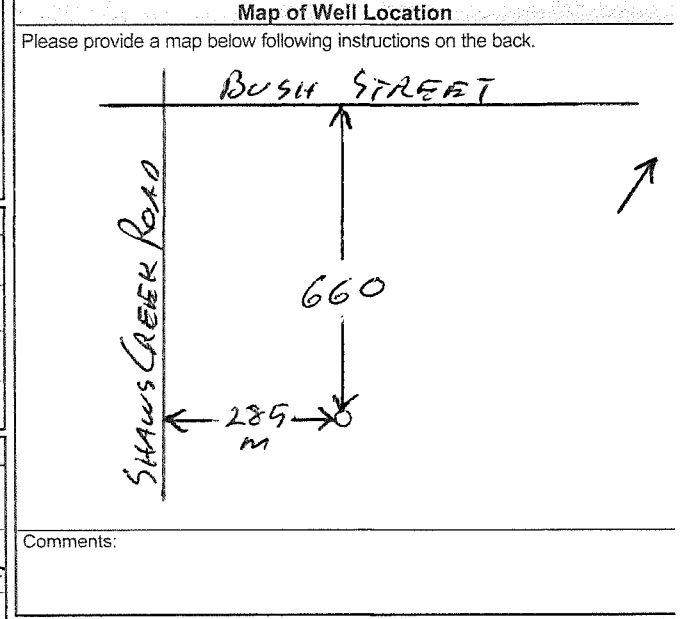 Map of Well Location
Please provide a map below following instructions on the back.
BUSH STREET
SHAWS CREEK ROAD
660
285
m
Comments: